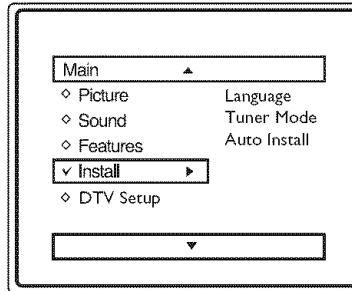 Main
Picture
Sound
Features
Install
DTV Setup
Language
Tuner Mode
Auto Install